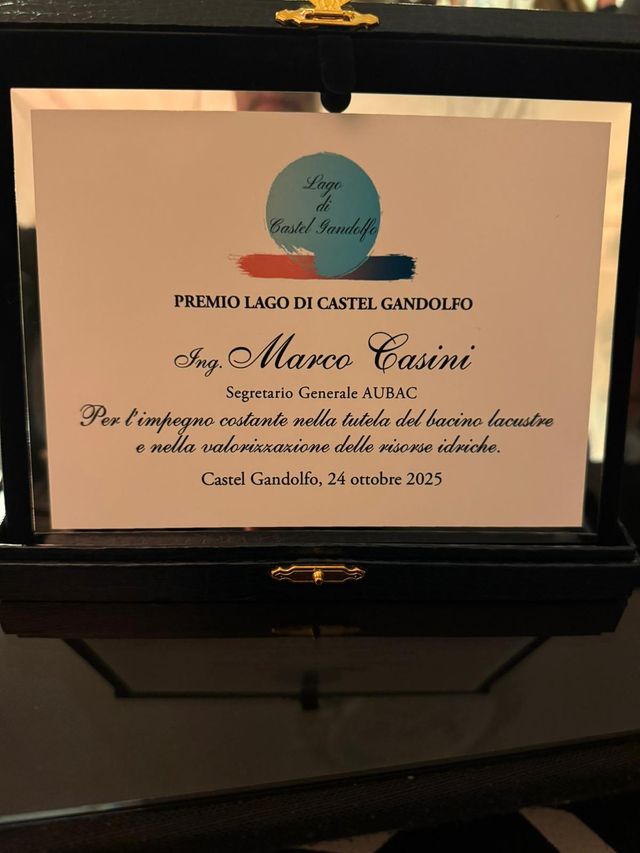 Lago
di
Castel Gandolfo
PREMIO LAGO DI CASTEL GANDOLFO
Ing. Marco Casini
Segretario Generale AUBAC
Per l'impegno costante nella tutela del bacino lacustre
e nella valorizzazione delle risorse idriche.
Castel Gandolfo, 24 ottobre 2025